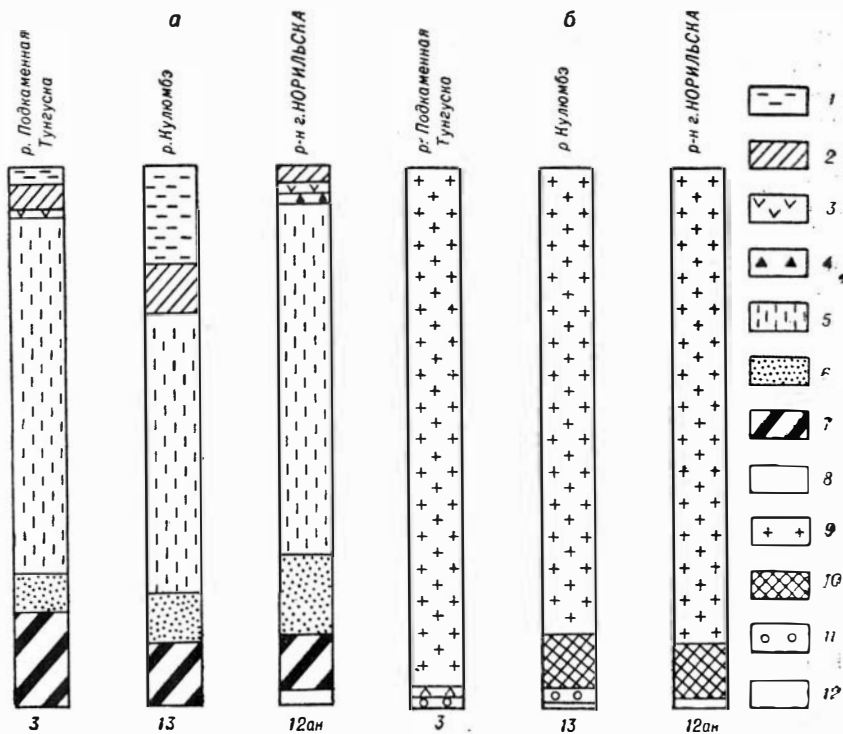 а
б
р. Подкаменная
Тунгуска
р. Кулюмбэ
р-н г. НОРИЛЬСКА
р. Подкаменная
Тунгуска
р Кулюмбэ
р-н г. НОРИЛЬСКА
1
2
3
4
5
6
7
8
9
10
11
12
3
13
12ан
3
13
12ан